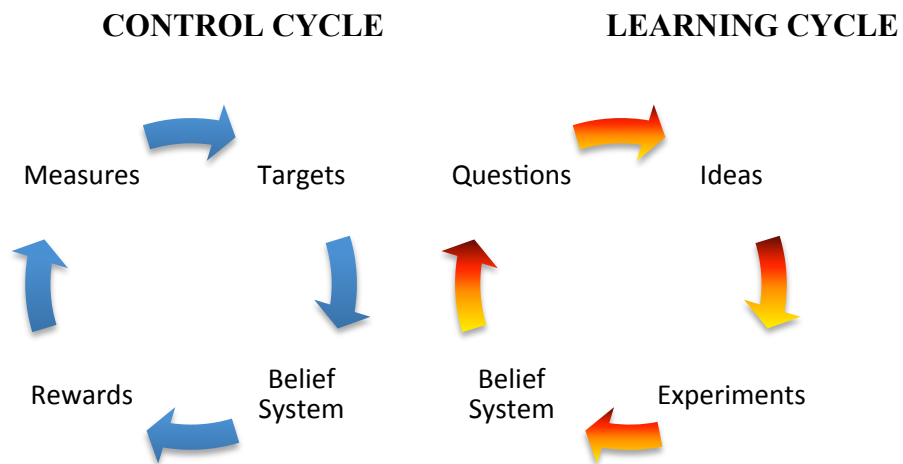 CONTROL CYCLE
LEARNING CYCLE
Measures
Targets
Questions
Ideas
Rewards
Belief
System
Belief
System
Experiments